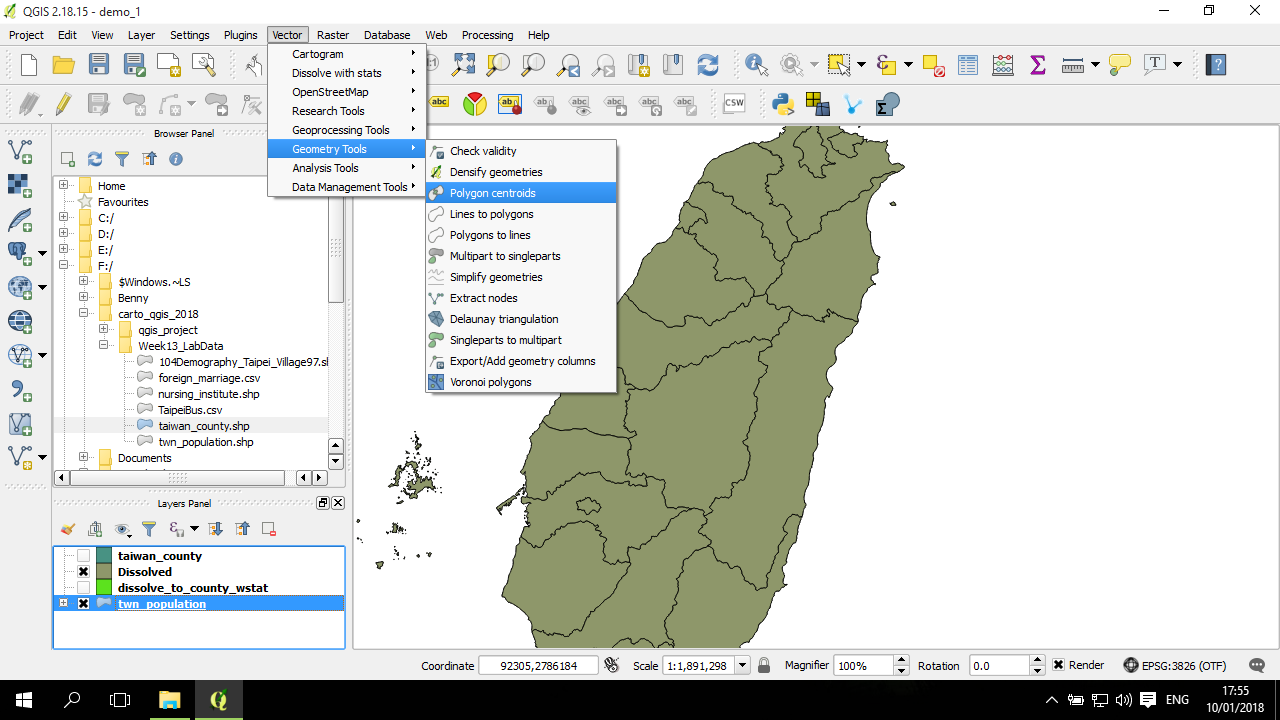 QGIS 2.18.15 - demo_1
Project Edit View Layer Settings Plugins Vector Raster Database Web Processing Help
Cartogram
Dissolve with stats
OpenStreetMap
Research Tools
Geoprocessing Tools
Geometry Tools
Analysis Tools
Data Management Tools
Check validity
Densify geometries
Polygon centroids
Lines to polygons
Polygons to lines
Multipart to singleparts
Simplify geometries
Extract nodes
Delaunay triangulation
Singleparts to multipart
Export/Add geometry columns
Voronoi polygons
abc
abc
CSW
Browser Panel
Home
Favourites
C:/
D:/
E:/
F:/
$Windows.~LS
Benny
carto_qgis_2018
qgis_project
Week13_LabData
104Demography_Taipei_Village97.sl
foreign_marriage.csv
nursing_institute.shp
TaipeiBus.csv
taiwan_county.shp
twn_population.shp
Documents
Layers Panel
taiwan_county
Dissolved
dissolve_to_county_wstat
twn_population
Coordinate 92305,2786184 Scale 1:1,891,298 Magnifier 100% Rotation 0.0 Render EPSG:3826 (OTF)
ENG
17:55
10/01/2018